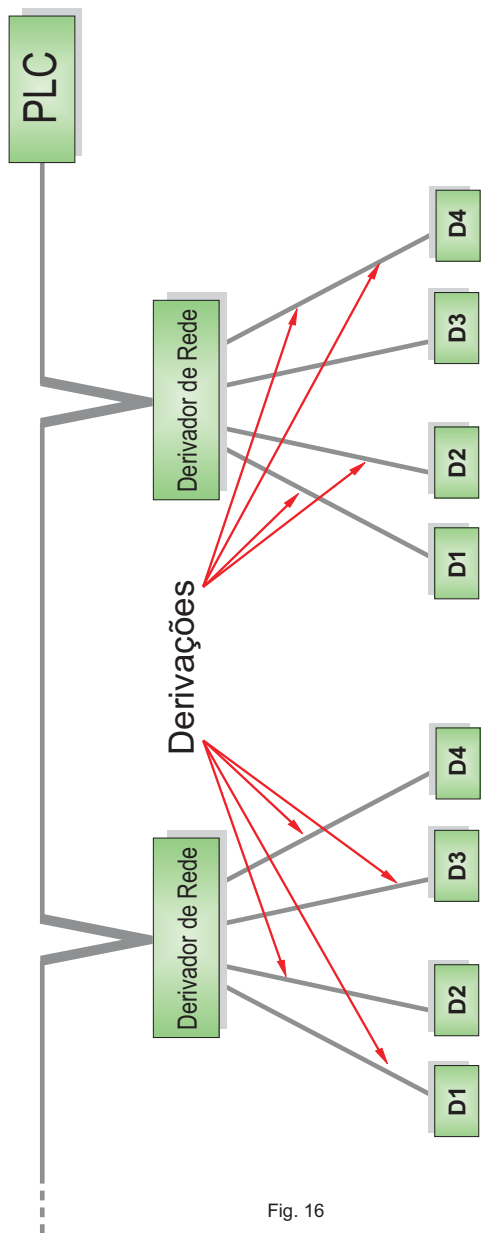 PLC
Derivador de Rede
D4
D3
D2
D1
Derivações
Derivador de Rede
D4
D3
D2
D1
Fig. 16